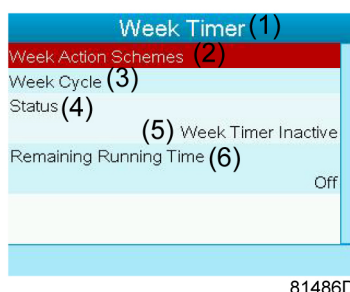 Week Timer (1)
Week Action Schemes (2)
Week Cycle (3)
Status (4)
(5) Week Timer Inactive
Remaining Running Time (6)
Off
81486D